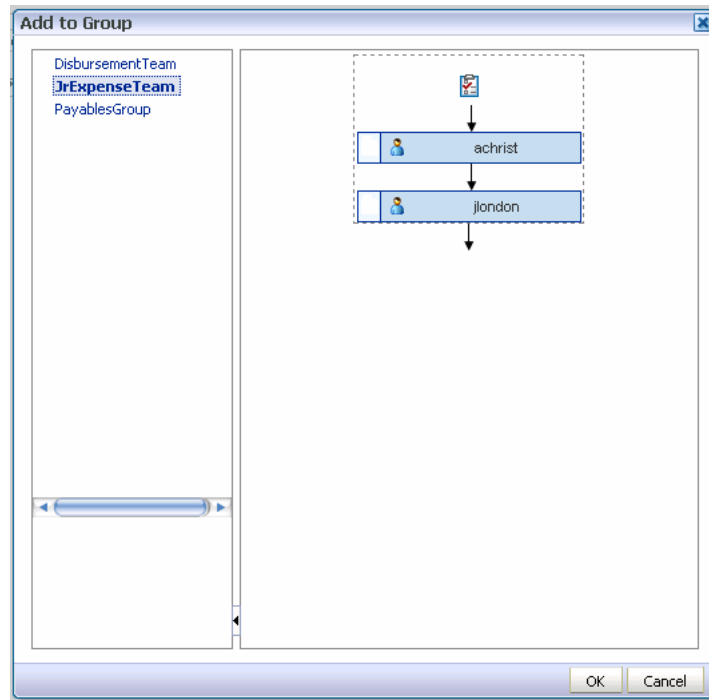 Add to Group
DisbursementTeam
JrExpenseTeam
PayablesGroup
achrist
jlondon
OK
Cancel